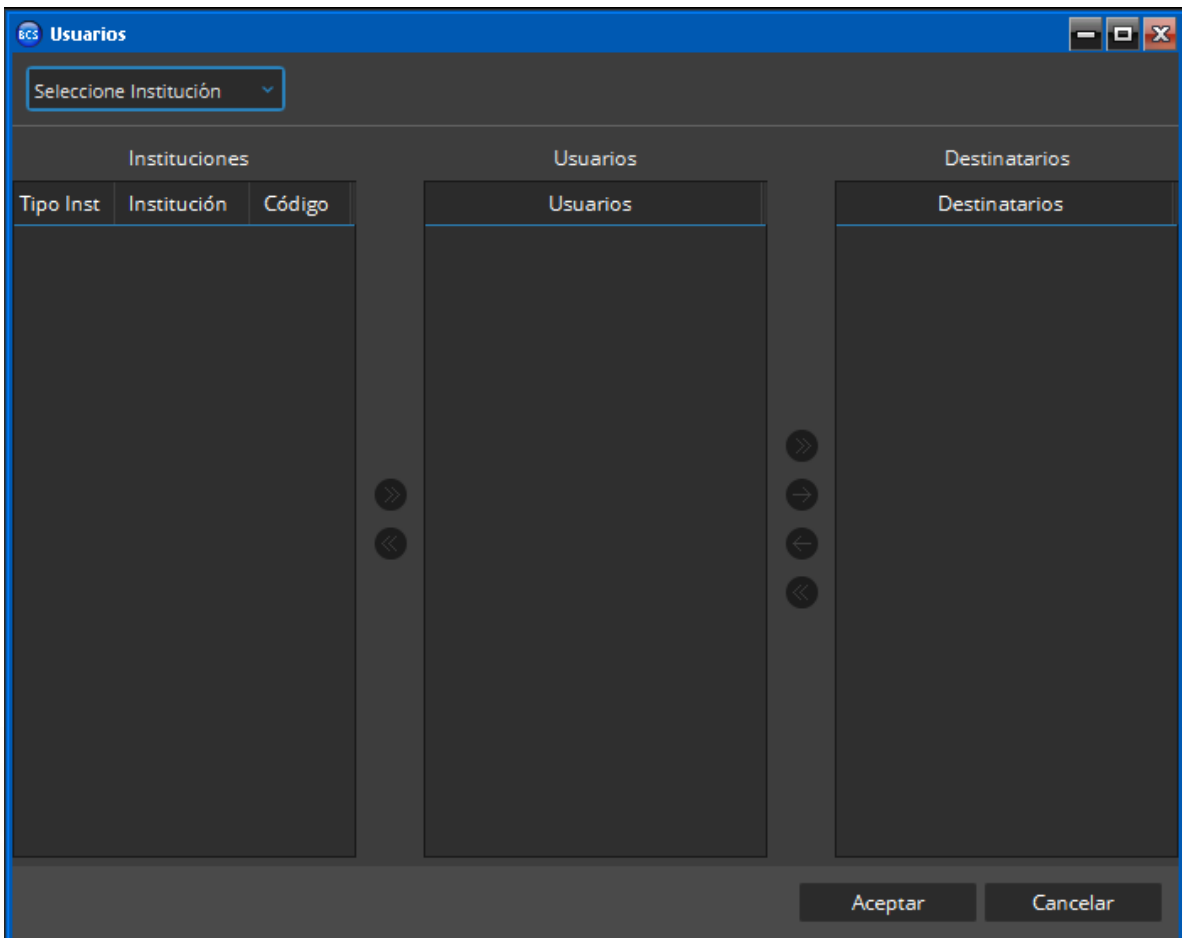 BCS Usuarios
Seleccione Institución
Instituciones Usuarios Destinatarios
Tipo Inst Institución Código Usuarios Destinatarios
Aceptar Cancelar